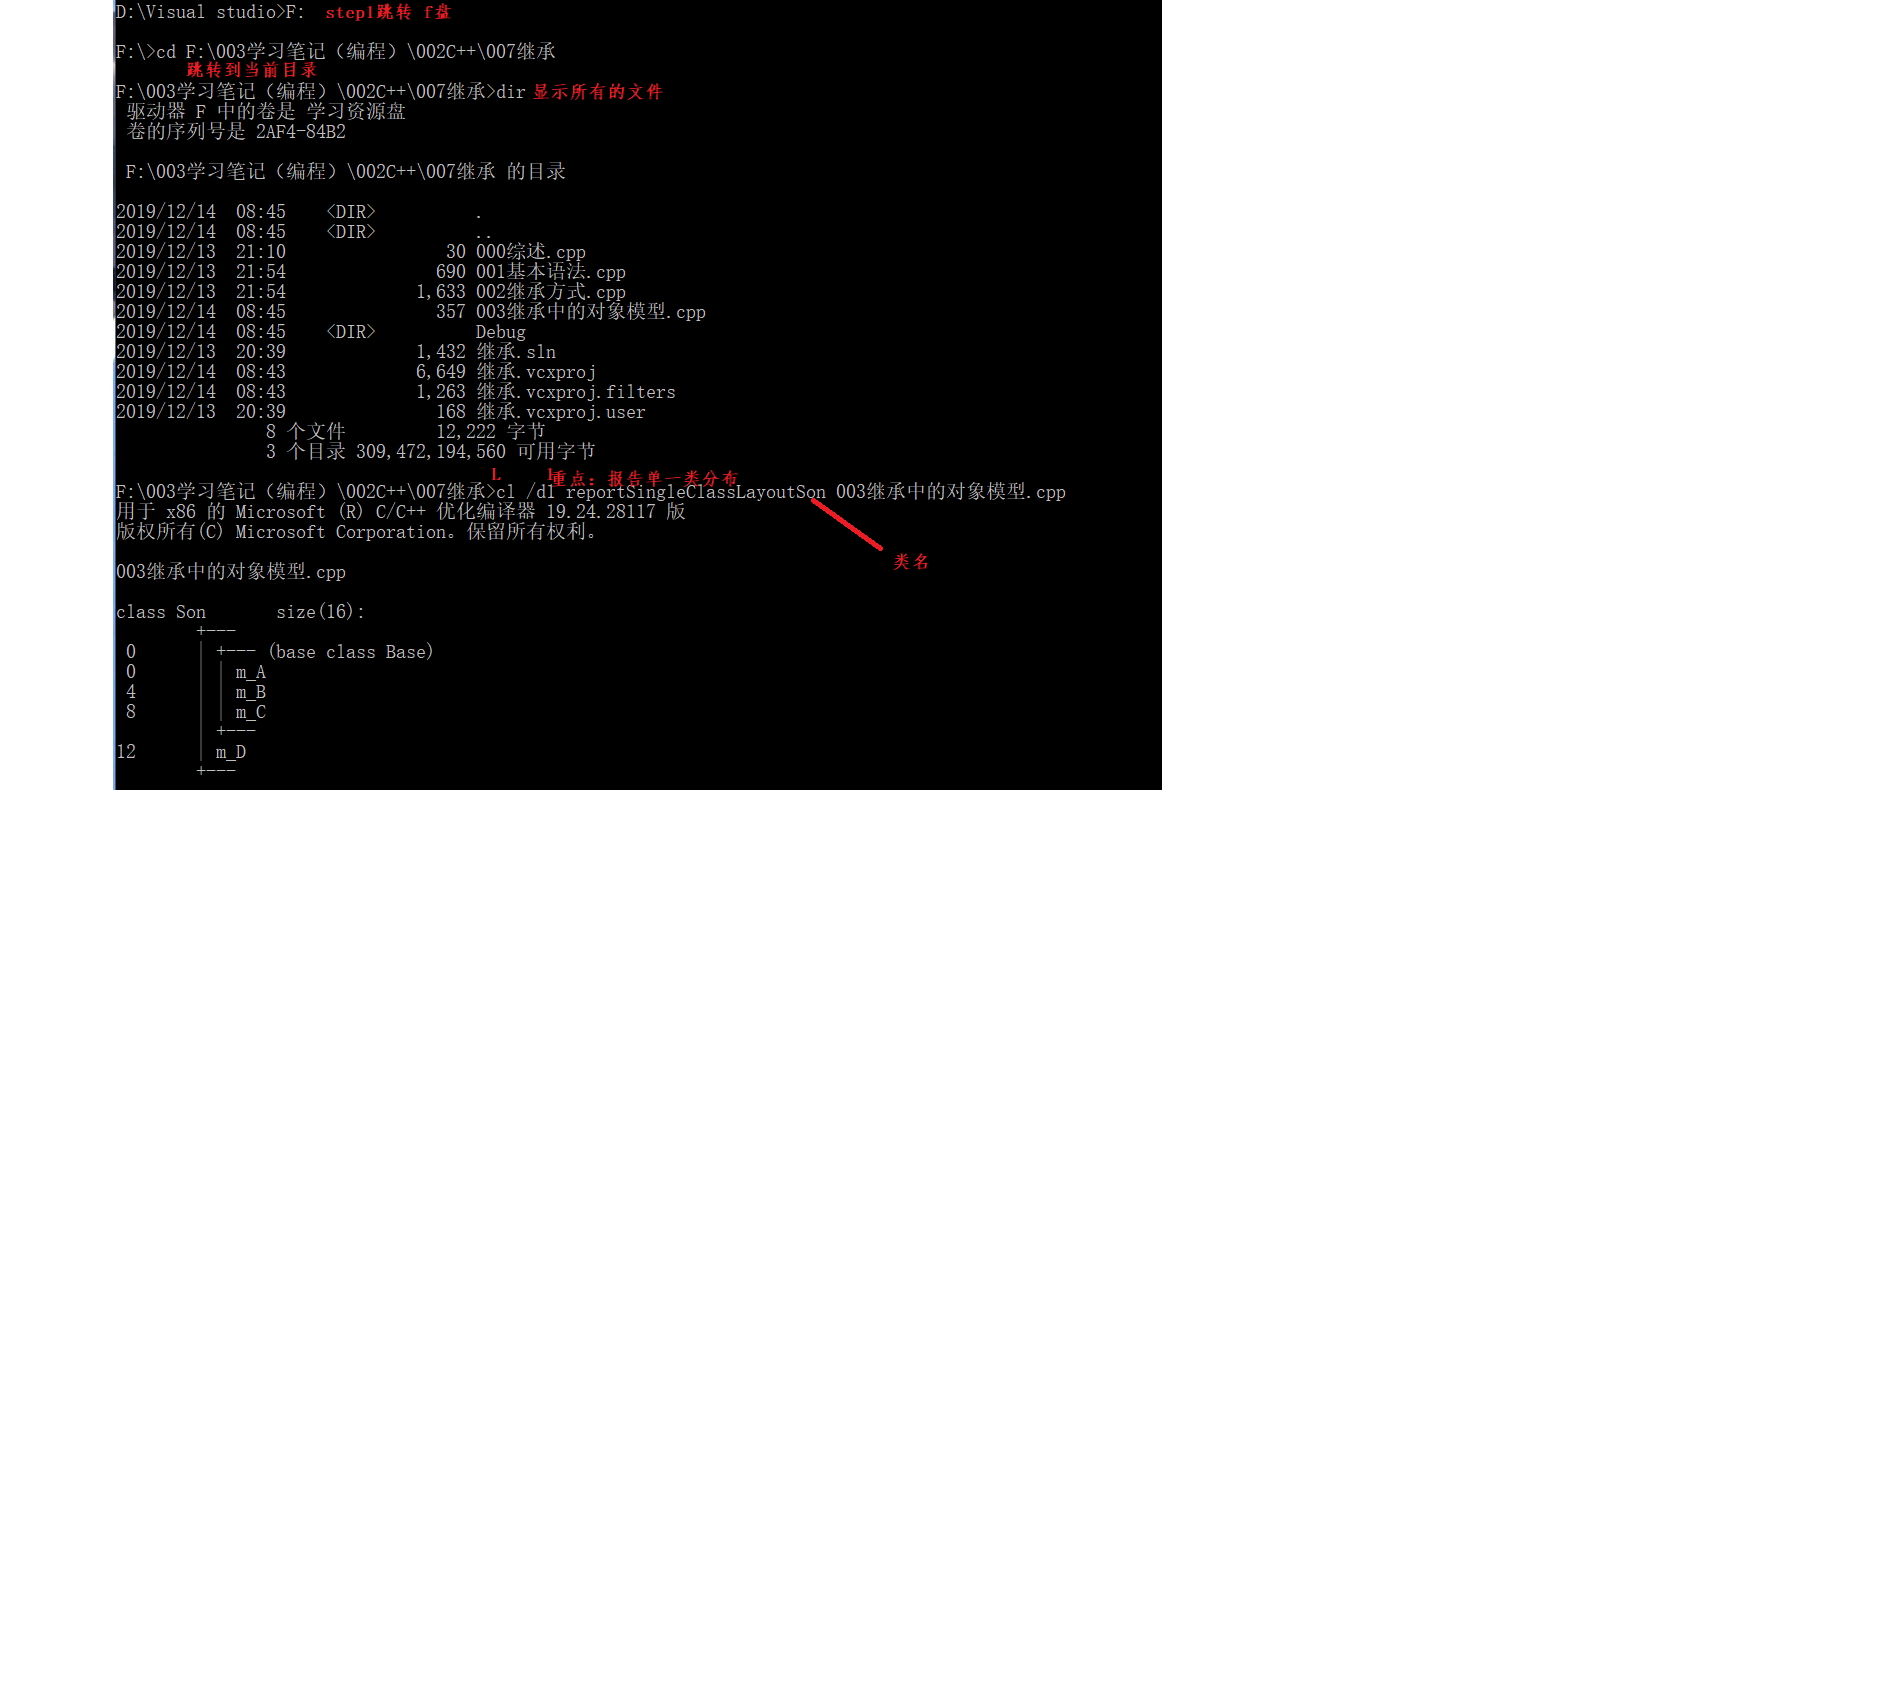 D:\Visual studio>F: step1跳转 f盘
F:\>cd F:\003学习笔记（编程）\002C++\007继承
跳转到当前目录
F:\003学习笔记（编程）\002C++\007继承>dir 显示所有的文件
驱动器 F 中的卷是 学习资源盘
卷的序列号是 2AF4-84B2
F:\003学习笔记（编程）\002C++\007继承 的目录
2019/12/14 08:45 <DIR> .
2019/12/14 08:45 <DIR> ..
2019/12/13 21:10 30 000综述.cpp
2019/12/13 21:54 690 001基本语法.cpp
2019/12/13 21:54 1,633 002继承方式.cpp
2019/12/14 08:45 357 003继承中的对象模型.cpp
2019/12/14 08:45 <DIR> Debug
2019/12/13 20:39 1,432 继承.sln
2019/12/14 08:43 6,649 继承.vcxproj
2019/12/14 08:43 1,263 继承.vcxproj.filters
2019/12/13 20:39 168 继承.vcxproj.user
8 个文件 12,222 字节
3 个目录 309,472,194,560 可用字节
L 1重点：报告单一类分布
F:\003学习笔记（编程）\002C++\007继承>cl /d1 reportSingleClassLayoutSon 003继承中的对象模型.cpp
用于 x86 的 Microsoft (R) C/C++ 优化编译器 19.24.28117 版
版权所有(C) Microsoft Corporation。保留所有权利。
类名
003继承中的对象模型.cpp
class Son size(16):
+---
0 | +--- (base class Base)
0 | | m_A
4 | | m_B
8 | | m_C
| +---
12 | m_D
+---